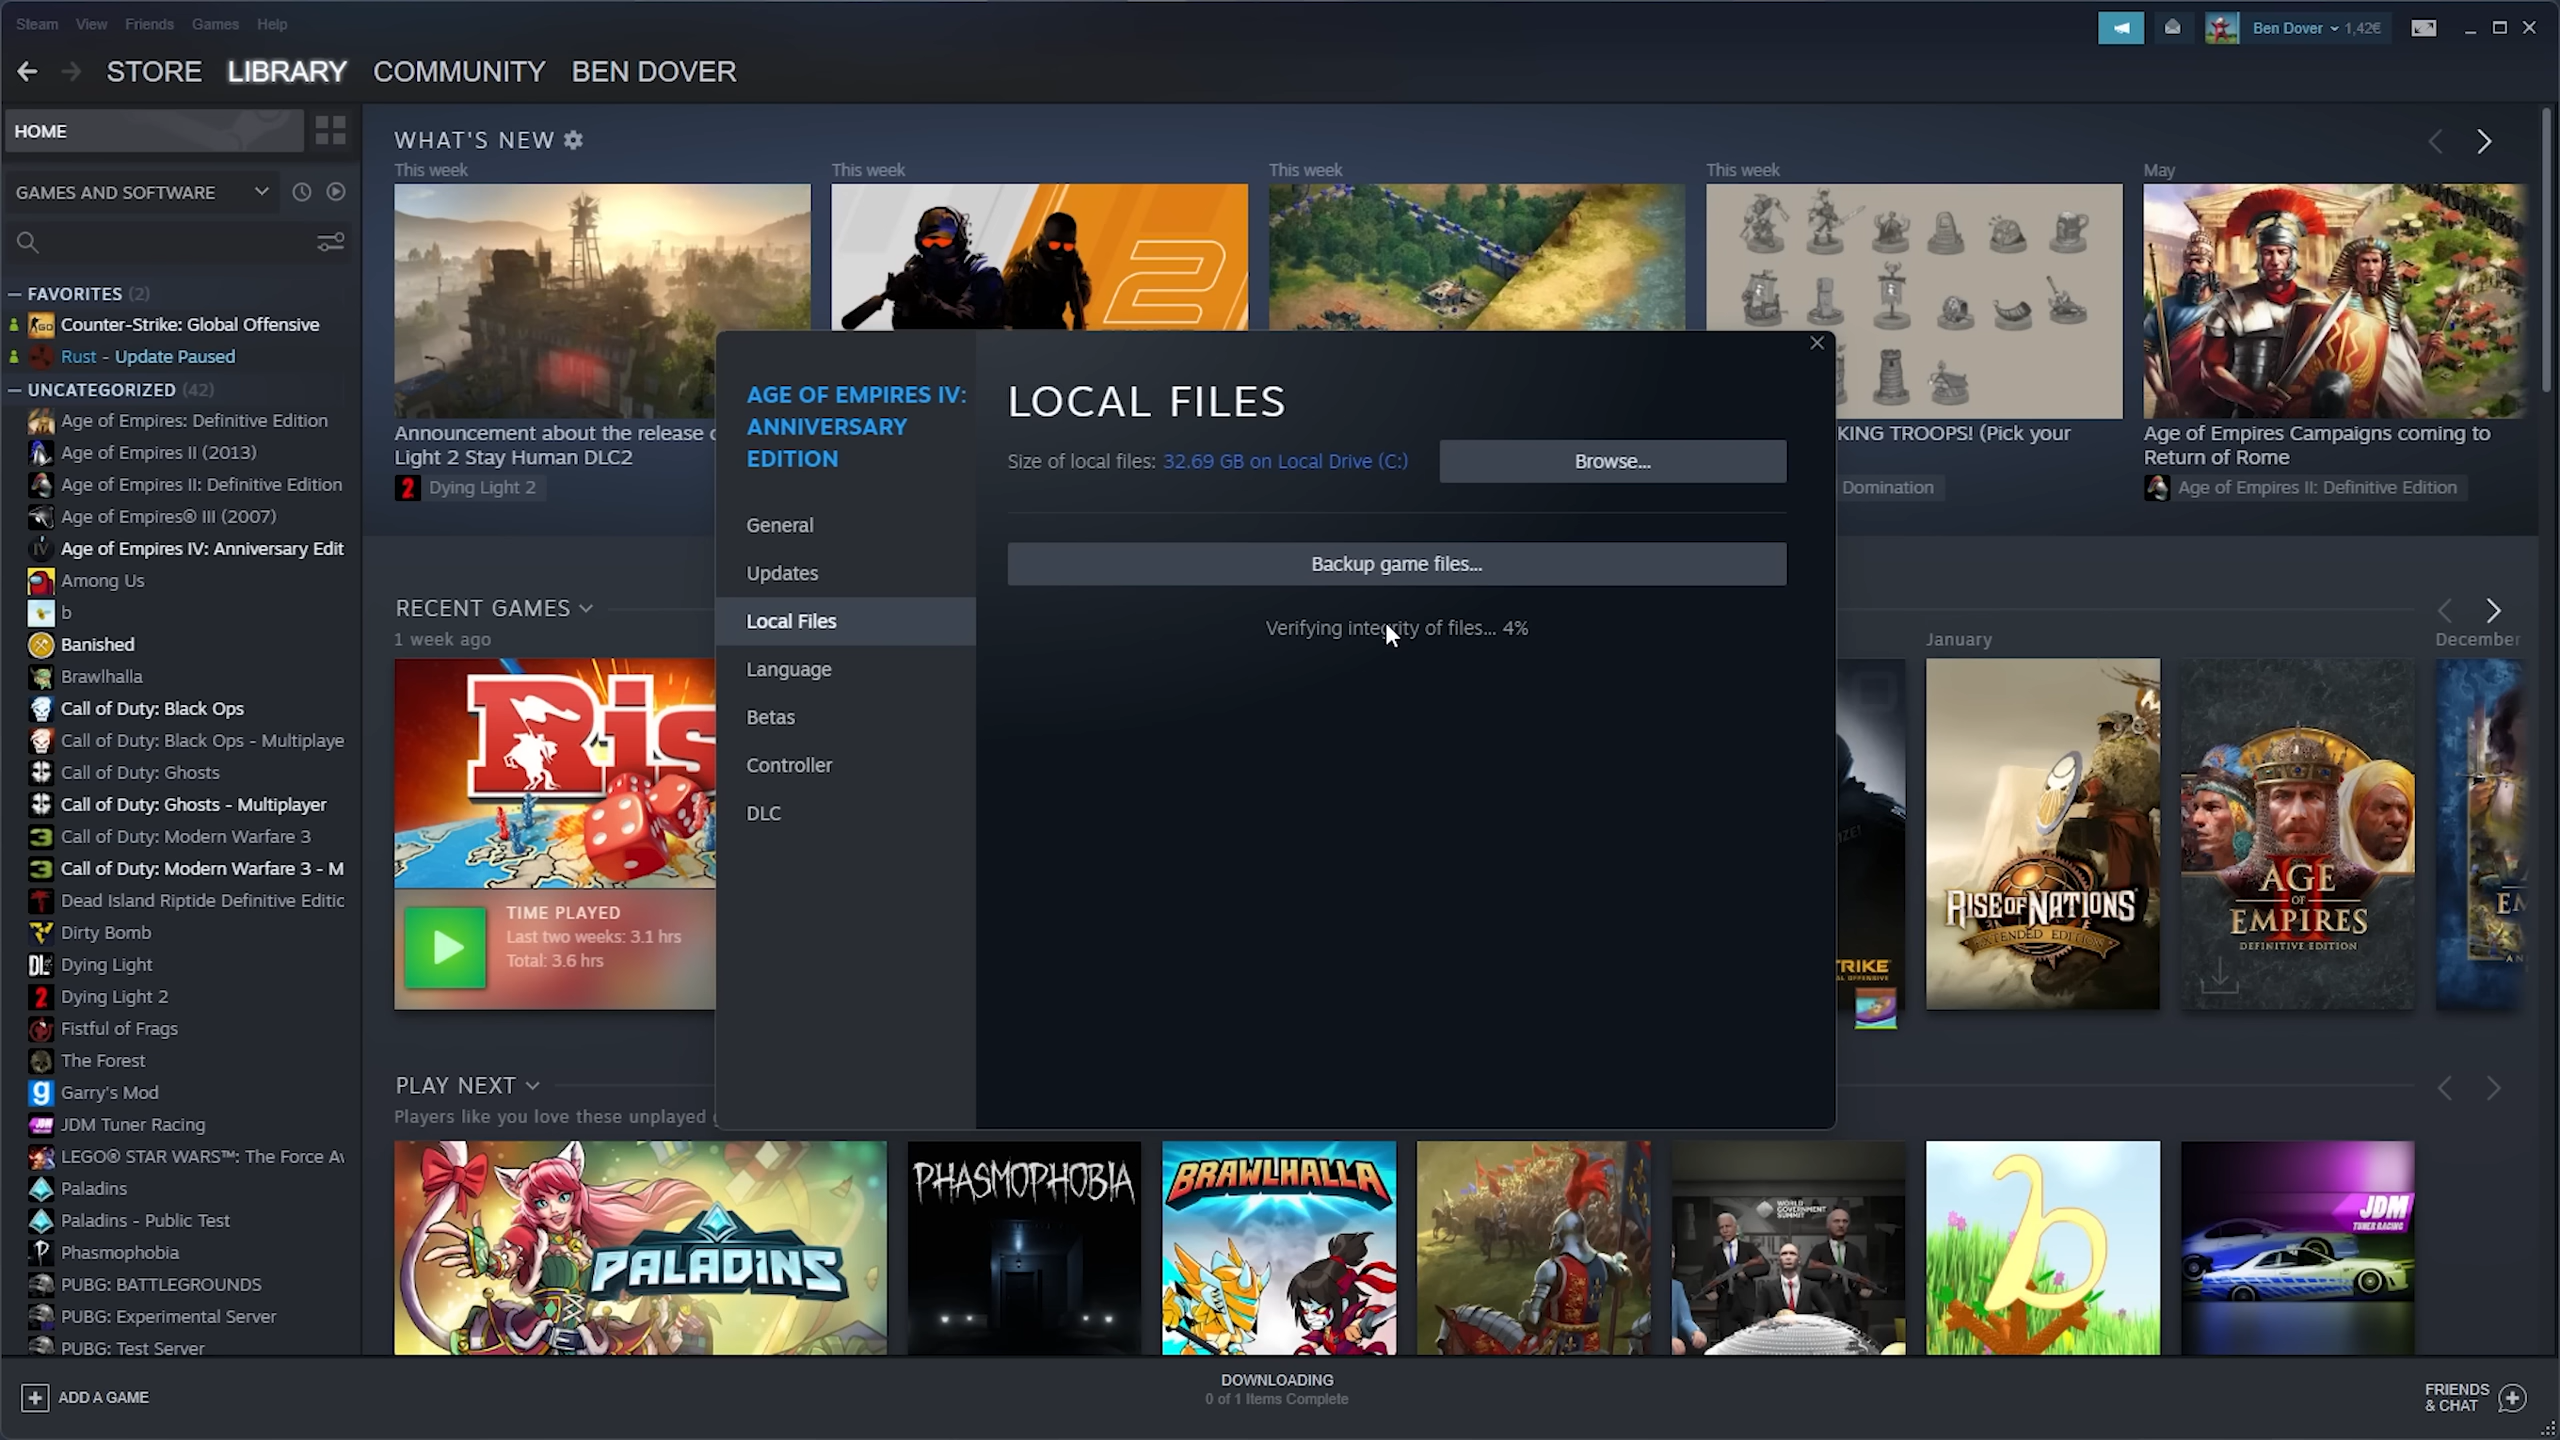 Steam View Friends Games Help
Ben Dover 1,42€
STORE LIBRARY COMMUNITY BEN DOVER
HOME
GAMES AND SOFTWARE
FAVORITES (2)
Counter-Strike: Global Offensive
Rust - Update Paused
UNCATEGORIZED (42)
Age of Empires: Definitive Edition
Age of Empires II (2013)
Age of Empires II: Definitive Edition
Age of Empires® III (2007)
Age of Empires IV: Anniversary Edit
Among Us
b
Banished
Brawlhalla
Call of Duty: Black Ops
Call of Duty: Black Ops - Multiplaye
Call of Duty: Ghosts
Call of Duty: Ghosts - Multiplayer
Call of Duty: Modern Warfare 3
Call of Duty: Modern Warfare 3 - M
Dead Island Riptide Definitive Editic
Dirty Bomb
Dying Light
Dying Light 2
Fistful of Frags
The Forest
Garry's Mod
JDM Tuner Racing
LEGO® STAR WARS™: The Force Av
Paladins
Paladins - Public Test
Phasmophobia
PUBG: BATTLEGROUNDS
PUBG: Experimental Server
PUBG: Test Server
WHAT'S NEW
This week
This week
This week
This week
May
2
Announcement about the release o
Light 2 Stay Human DLC2
Dying Light 2
KING TROOPS! (Pick your
Domination
Age of Empires Campaigns coming to
Return of Rome
Age of Empires II: Definitive Edition
AGE OF EMPIRES IV:
ANNIVERSARY
EDITION
General
Updates
Local Files
Language
Betas
Controller
DLC
LOCAL FILES
Size of local files: 32.69 GB on Local Drive (C:)
Browse...
Backup game files...
Verifying integrity of files... 4%
RECENT GAMES
1 week ago
January
December
Ris
TIME PLAYED
Last two weeks: 3.1 hrs
Total: 3.6 hrs
TRIKE
RISE OF NATIONS
EXTENDED EDITION
AGE
OF
EMPIRES
II
DEFINITIVE EDITION
PLAY NEXT
Players like you love these unplayed
PALADINS
PHASMOPHOBIA
BRAWLHALLA
WORLD
GOVERNMENT
SUMMIT
b
JDM
TUNER RACING
ADD A GAME
DOWNLOADING
0 of 1 Items Complete
FRIENDS
& CHAT